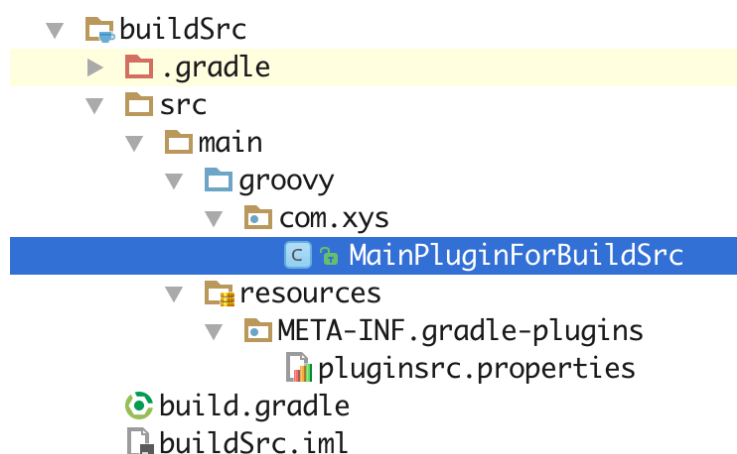 buildSrc
.gradle
src
main
groovy
com.xys
C MainPluginForBuildSrc
resources
META-INF.gradle-plugins
pluginsrc.properties
build.gradle
buildSrc.iml